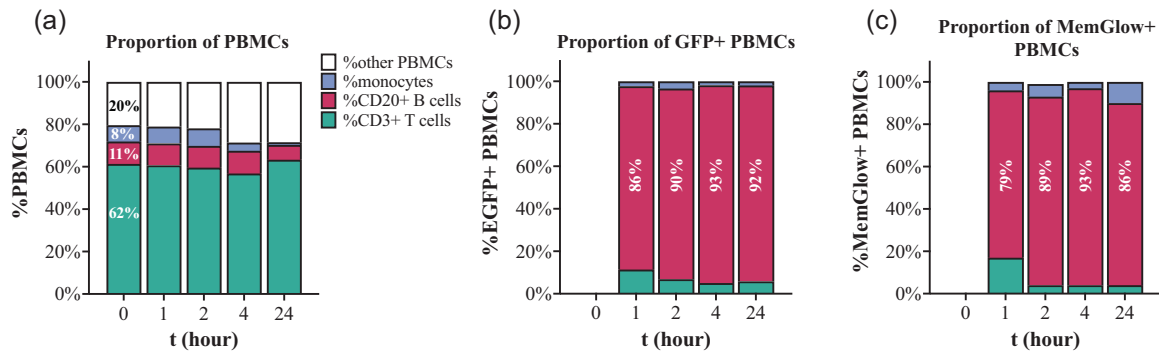 (a)
Proportion of PBMCs
%other PBMCs
%monocytes
%CD20+ B cells
%CD3+ T cells
%PBMCs
100%
80%
60%
40%
20%
0%
20%
8%
11%
62%
0 1 2 4 24
t (hour)
(b)
Proportion of GFP+ PBMCs
%EGFP+ PBMCs
100%
80%
60%
40%
20%
0%
86% 90% 93% 92%
0 1 2 4 24
t (hour)
(c)
Proportion of MemGlow+
PBMCs
%MemGlow+ PBMCs
100%
80%
60%
40%
20%
0%
79% 89% 93% 86%
0 1 2 4 24
t (hour)